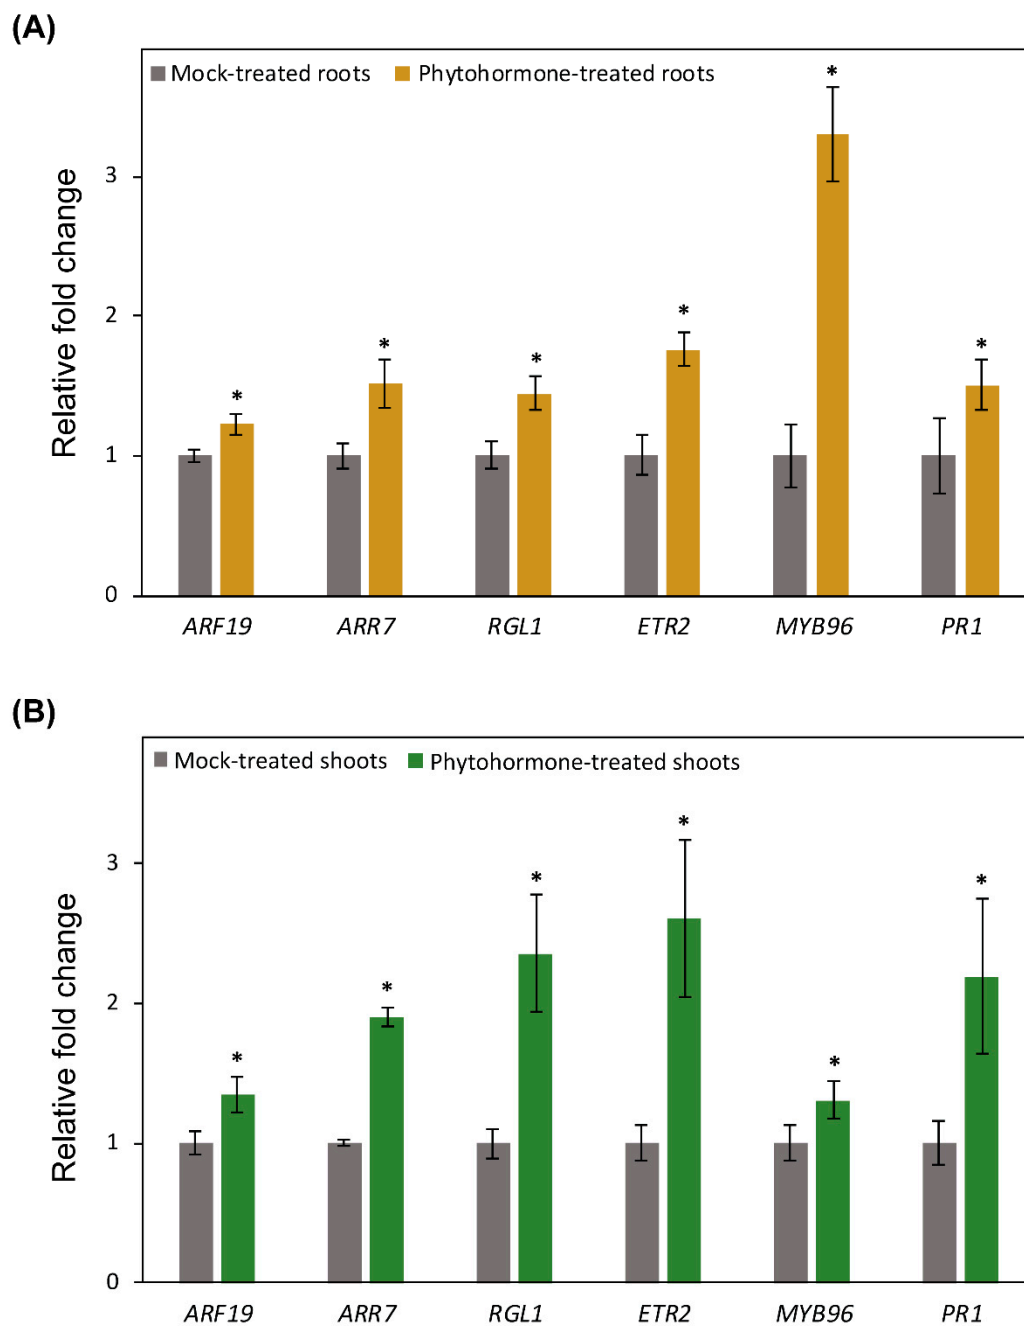 (A)
Mock-treated roots Phytohormone-treated roots
*
3
Relative fold change
2
*
*
*
*
*
1
0
ARF19 ARR7 RGL1 ETR2 MYB96 PR1
(B)
Mock-treated shoots Phytohormone-treated shoots
*
3
*
*
Relative fold change
2
*
*
*
1
0
ARF19 ARR7 RGL1 ETR2 MYB96 PR1